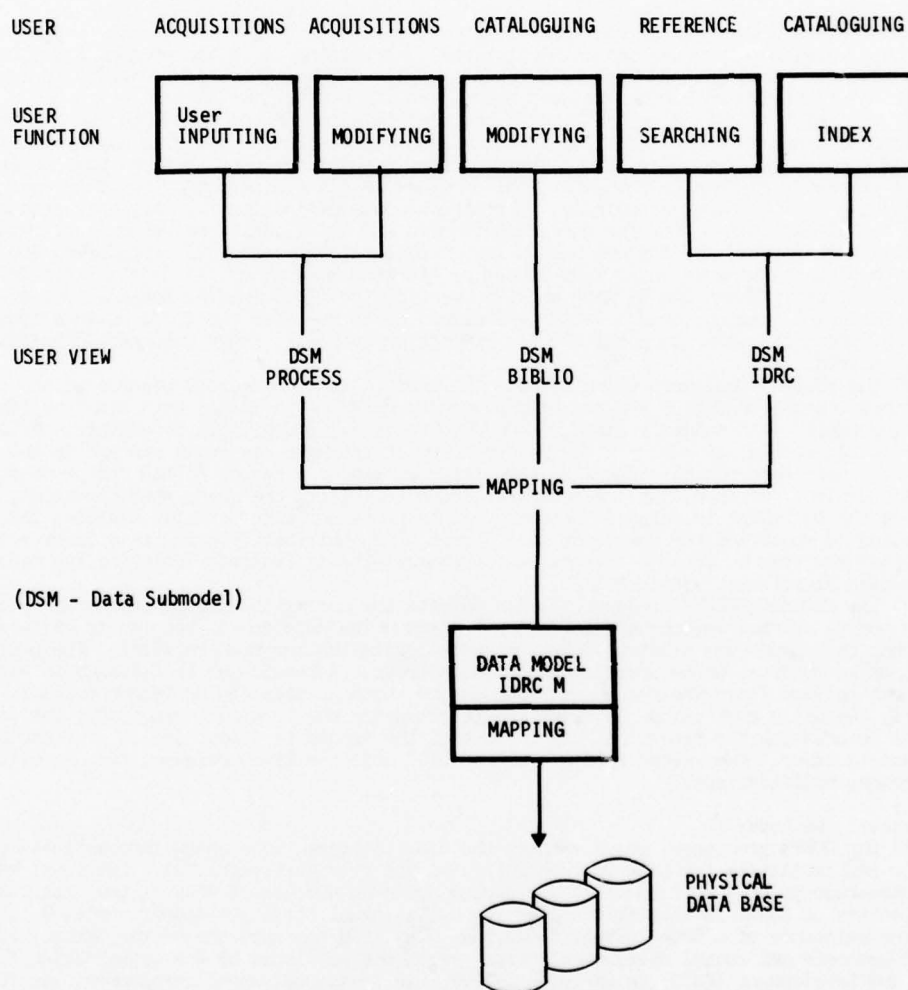 USER ACQUISITIONS ACQUISITIONS CATALOGUING REFERENCE CATALOGUING
USER
FUNCTION
User
INPUTTING
MODIFYING
MODIFYING
SEARCHING
INDEX
USER VIEW
DSM
PROCESS
DSM
BIBLIO
DSM
IDRC
MAPPING
(DSM - Data Submodel)
DATA MODEL
IDRC M
MAPPING
PHYSICAL
DATA BASE